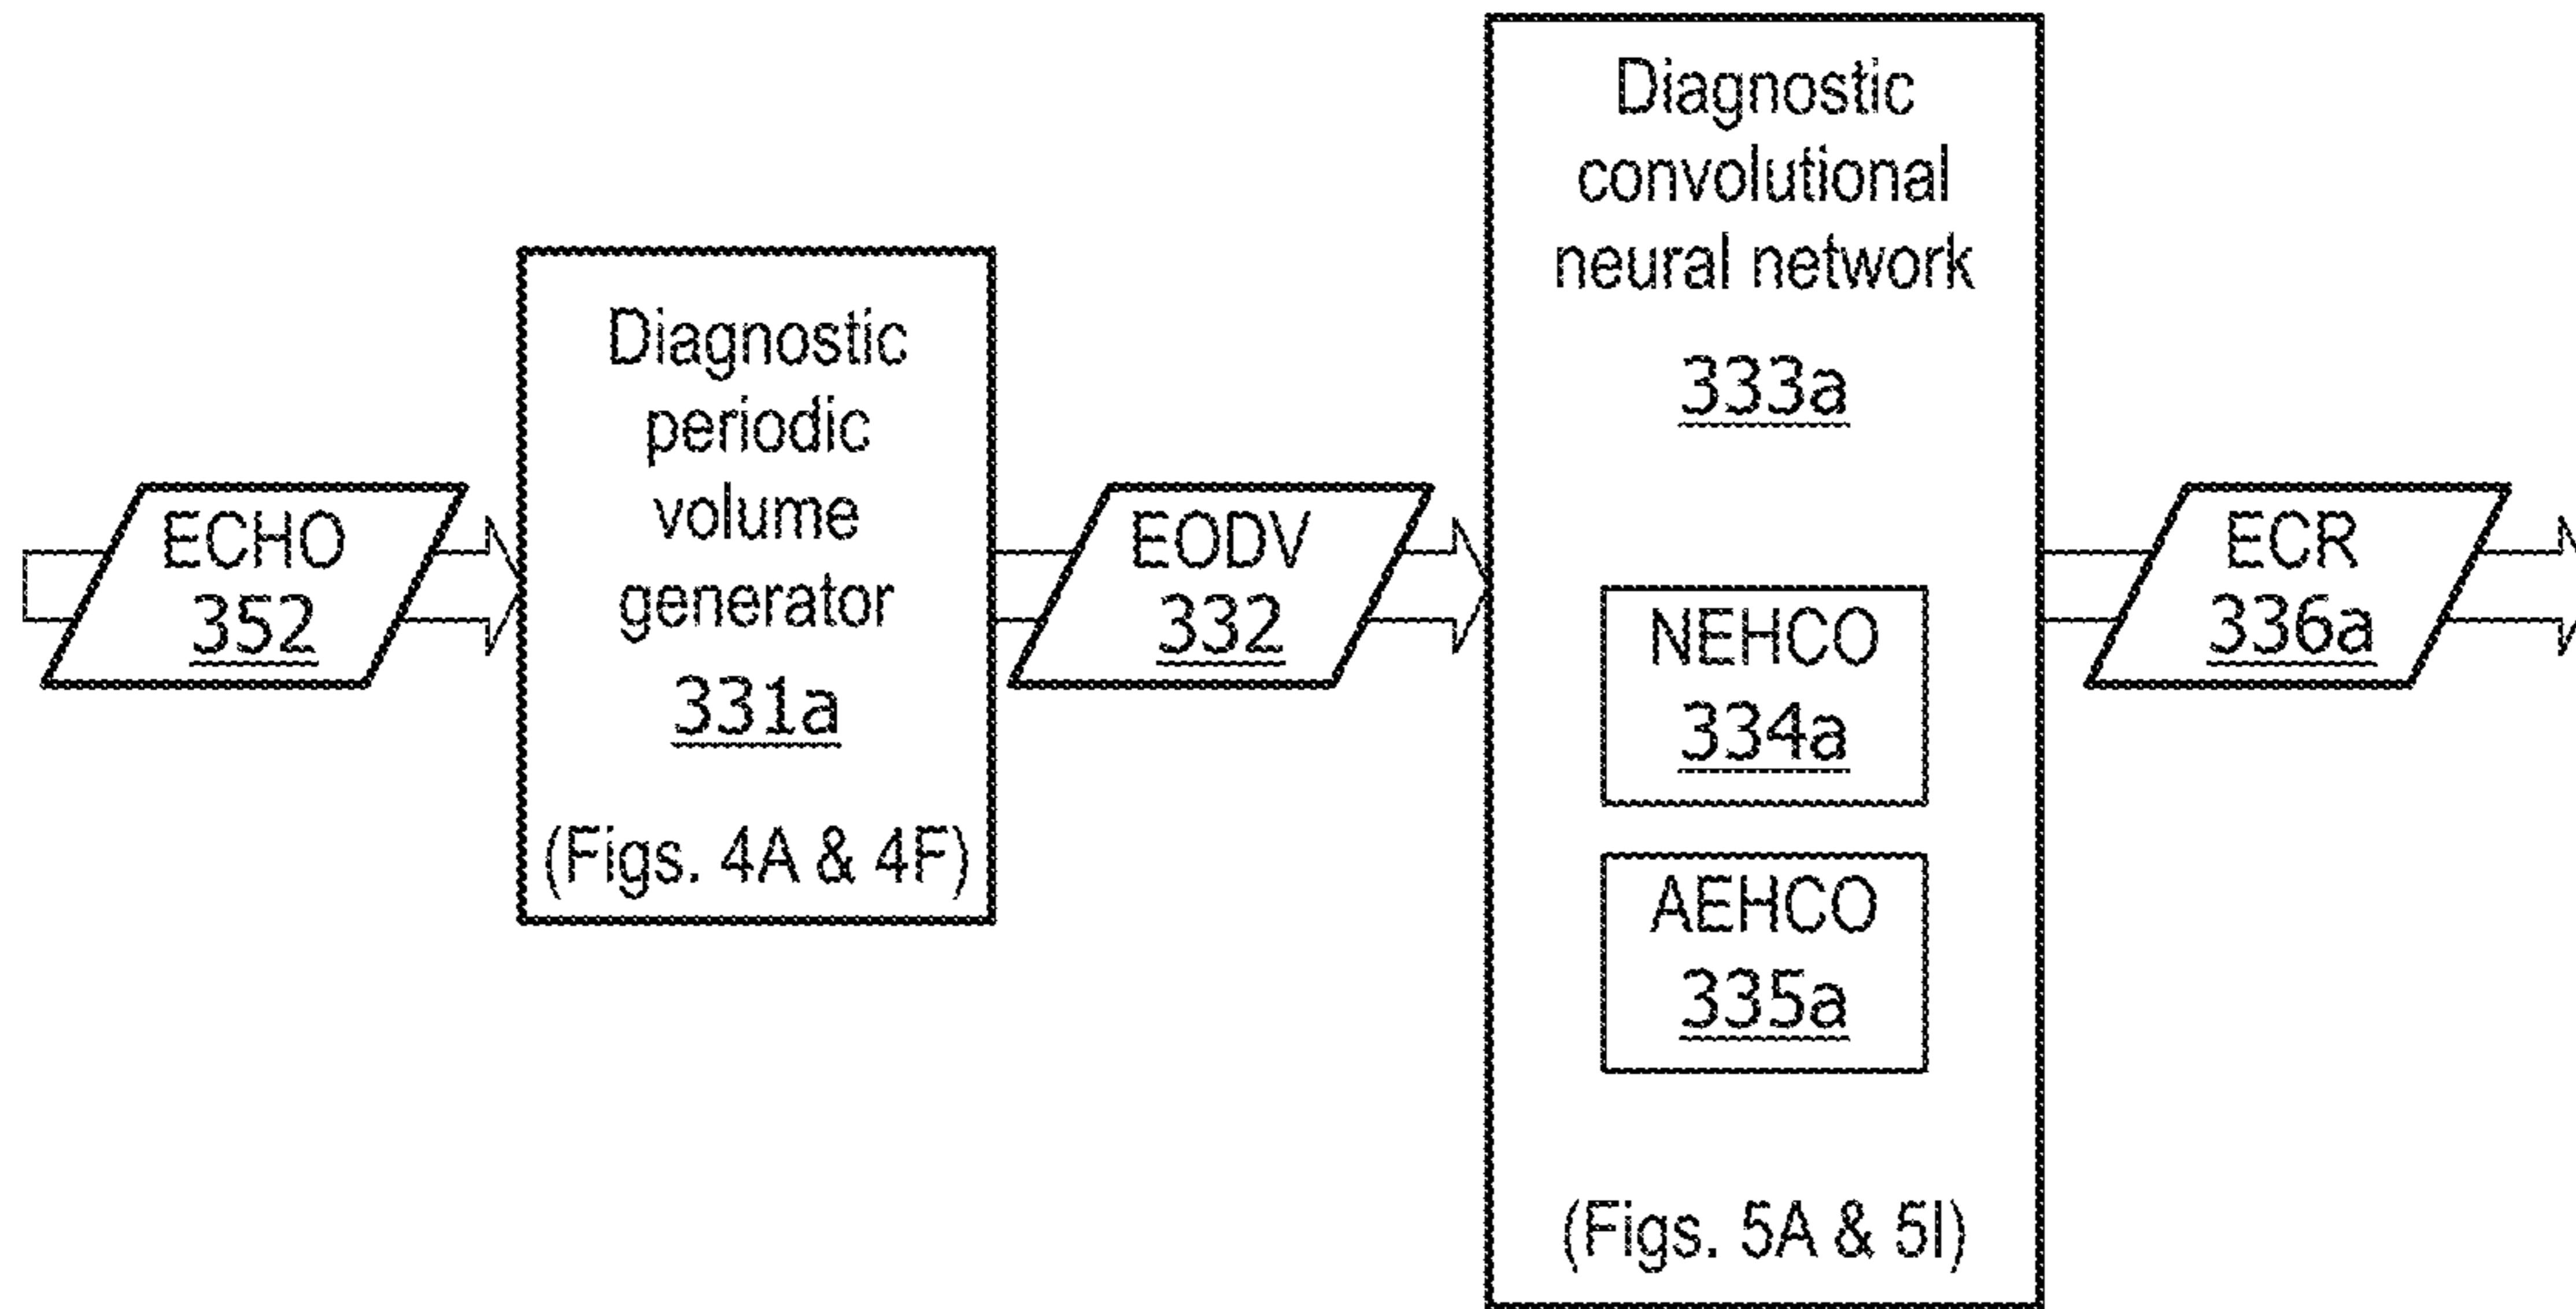 ECHO
352
Diagnostic
periodic
volume
generator
331a
(Figs. 4A & 4F)
EODV
332
Diagnostic
convolutional
neural network
333a
NEHCO
334a
AEHCO
335a
(Figs. 5A & 5I)
ECR
336a